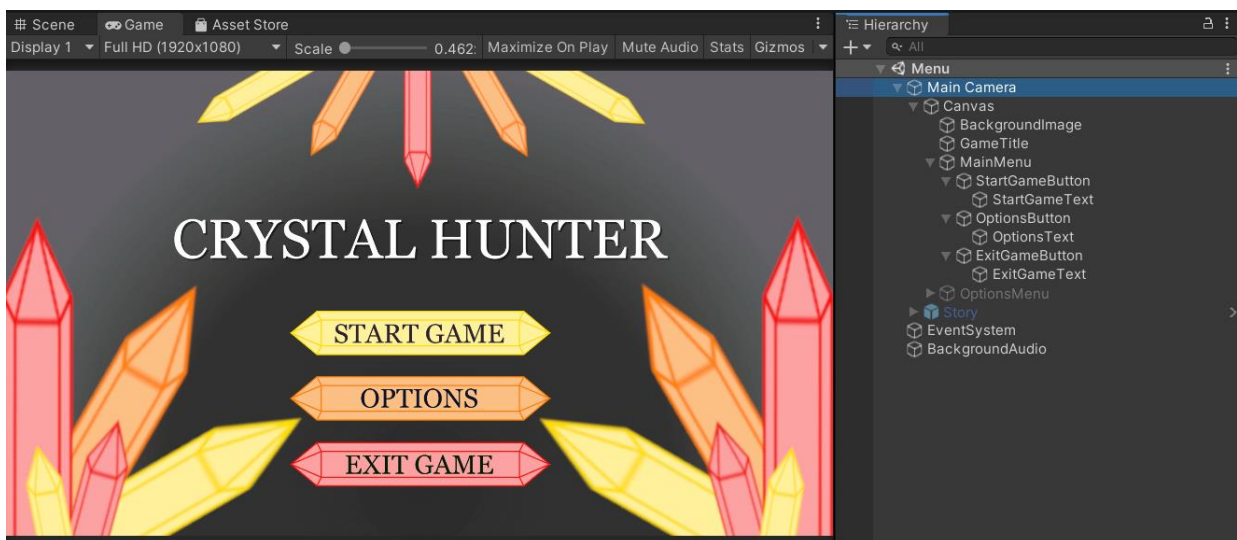 Scene Game Asset Store
Display 1 Full HD (1920x1080) Scale 0.462: Maximize On Play Mute Audio Stats Gizmos
CRYSTAL HUNTER
START GAME
OPTIONS
EXIT GAME
Hierarchy
All
Menu
Main Camera
Canvas
BackgroundImage
GameTitle
MainMenu
StartGameButton
StartGameText
OptionsButton
OptionsText
ExitGameButton
ExitGameText
OptionsMenu
Story
EventSystem
BackgroundAudio